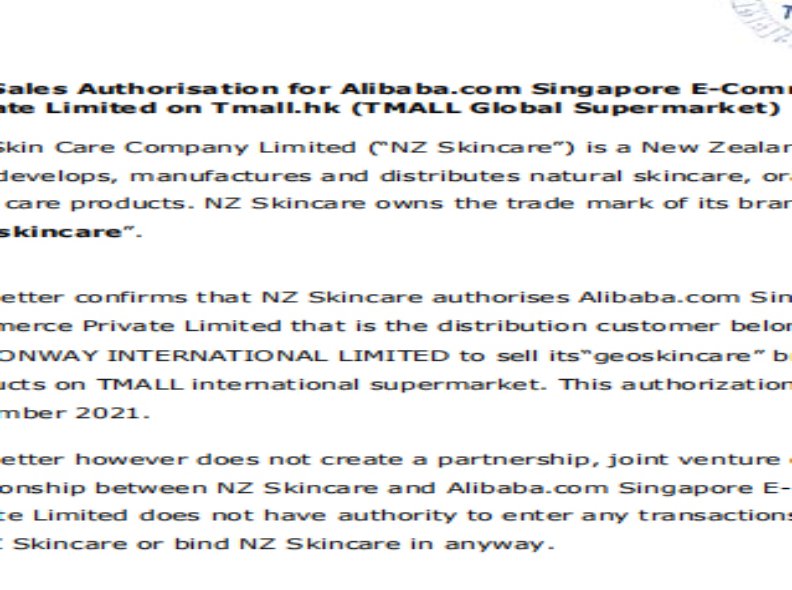 Sales Authorisation for Alibaba.com Singapore E-Com
te Limited on Tmall.hk (TMALL Global Supermarket)
Skin Care Company Limited ("NZ Skincare") is a New Zealan
develops, manufactures and distributes natural skincare, or
care products. NZ Skincare owns the trade mark of its bran
skincare".
etter confirms that NZ Skincare authorises Alibaba.com Sin
merce Private Limited that is the distribution customer belon
ONWAY INTERNATIONAL LIMITED to sell its"geoskincare" b
ucts on TMALL international supermarket. This authorization
mber 2021.
etter however does not create a partnership, joint venture
onship between NZ Skincare and Alibaba.com Singapore E-
te Limited does not have authority to enter any transactions
Skincare or bind NZ Skincare in anyway.